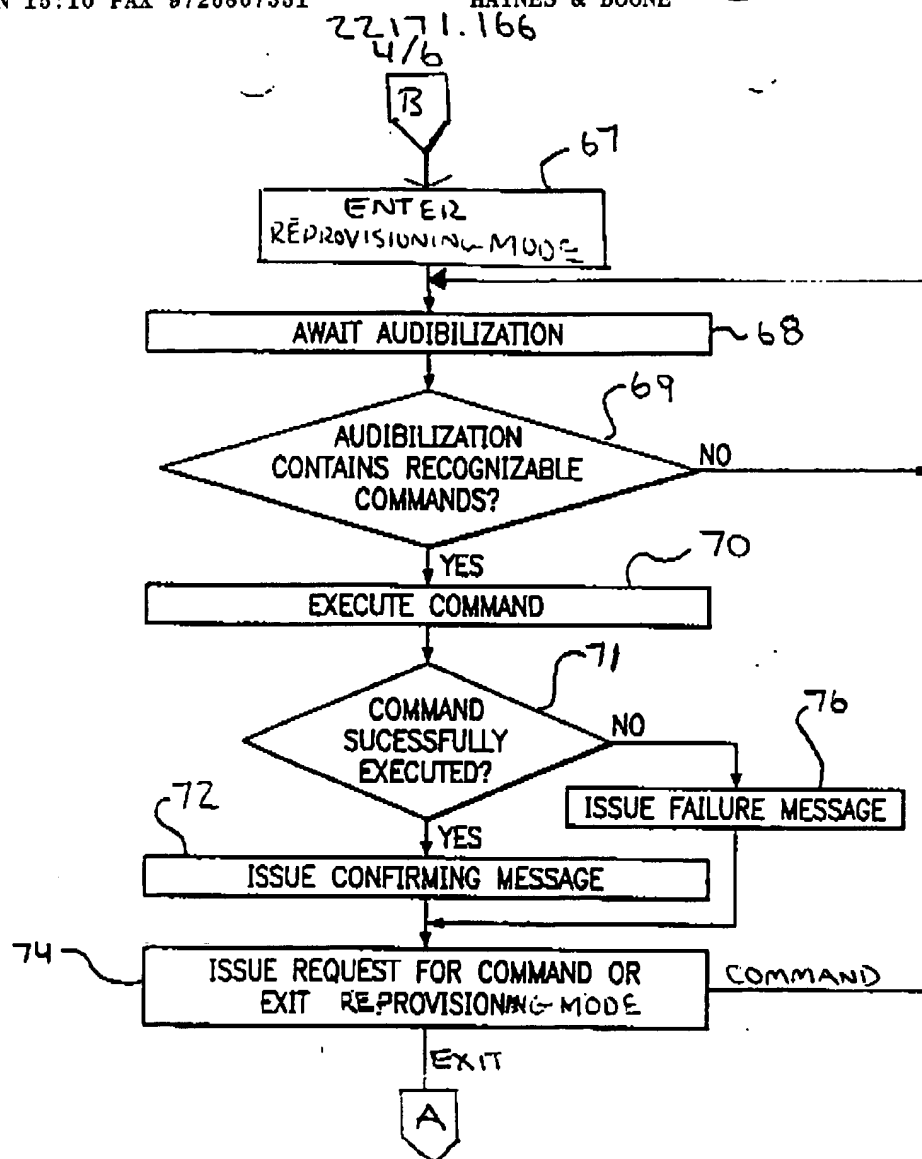 15:10 FAX 9726807551 HAYNES & BOONE
22171.166
4/6
B
67
ENTER
REPROVISIONING MODE
AWAIT AUDIBILIZATION
68
69
AUDIBILIZATION
CONTAINS RECOGNIZABLE
COMMANDS?
NO
YES
70
EXECUTE COMMAND
71
COMMAND
SUCESSFULLY
EXECUTED?
NO
76
ISSUE FAILURE MESSAGE
YES
72
ISSUE CONFIRMING MESSAGE
74
ISSUE REQUEST FOR COMMAND OR
EXIT REPROVISIONING MODE
COMMAND
EXIT
A